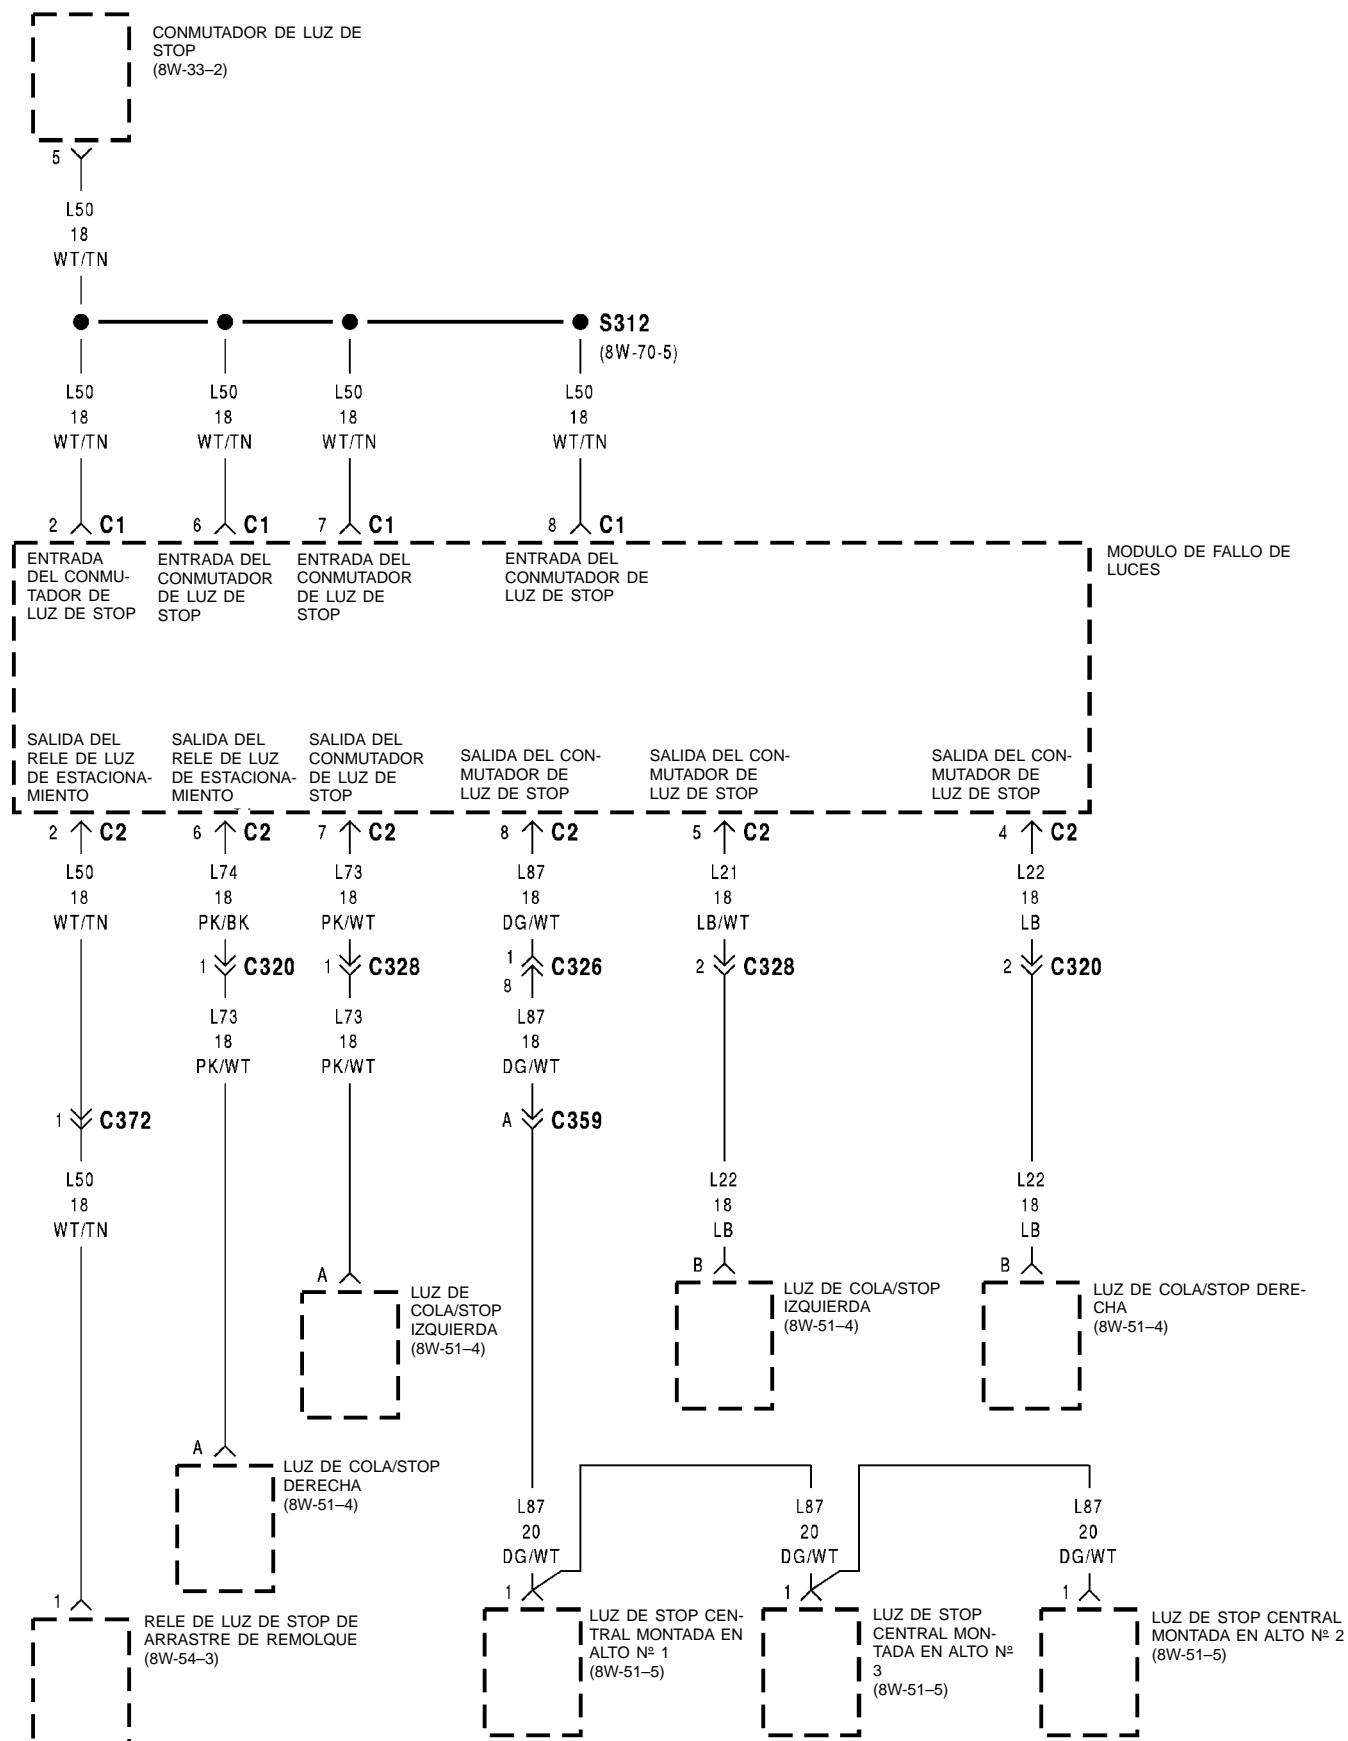 CONMUTADOR DE LUZ DE
STOP
(8W-33–2)
5
L50
18
WT/TN
S312
(8W-70-5)
L50
18
WT/TN
L50
18
WT/TN
L50
18
WT/TN
L50
18
WT/TN
2 C1
6 C1
7 C1
8 C1
MODULO DE FALLO DE
LUCES
ENTRADA
DEL CONMU-
TADOR DE
LUZ DE STOP
ENTRADA DEL
CONMUTADOR
DE LUZ DE
STOP
ENTRADA DEL
CONMUTADOR
DE LUZ DE
STOP
ENTRADA DEL
CONMUTADOR DE
LUZ DE STOP
SALIDA DEL
RELE DE LUZ
DE ESTACIONA-
MIENTO
SALIDA DEL
RELE DE LUZ
DE ESTACIONA-
MIENTO
SALIDA DEL
CONMUTADOR
DE LUZ DE
STOP
SALIDA DEL CON-
MUTADOR DE
LUZ DE STOP
SALIDA DEL CON-
MUTADOR DE
LUZ DE STOP
SALIDA DEL CON-
MUTADOR DE
LUZ DE STOP
2 C2
6 C2
7 C2
8 C2
5 C2
4 C2
L50
18
WT/TN
L74
18
PK/BK
L73
18
PK/WT
L87
18
DG/WT
L21
18
LB/WT
L22
18
LB
1 C320
1 C328
1
C326
8
2 C328
2 C320
L73
18
PK/WT
L73
18
PK/WT
L87
18
DG/WT
1 C372
A C359
L50
18
WT/TN
L22
18
LB
L22
18
LB
A
LUZ DE
COLA/STOP
IZQUIERDA
(8W-51–4)
B
LUZ DE COLA/STOP
IZQUIERDA
(8W-51–4)
B
LUZ DE COLA/STOP DERE-
CHA
(8W-51–4)
A
LUZ DE COLA/STOP
DERECHA
(8W-51–4)
L87
20
DG/WT
L87
20
DG/WT
L87
20
DG/WT
1
RELE DE LUZ DE STOP DE
ARRASTRE DE REMOLQUE
(8W-54–3)
1
LUZ DE STOP CEN-
TRAL MONTADA EN
ALTO Nº 1
(8W-51–5)
1
LUZ DE STOP
CENTRAL MON-
TADA EN ALTO Nº
3
(8W-51–5)
1
LUZ DE STOP CENTRAL
MONTADA EN ALTO Nº 2
(8W-51–5)